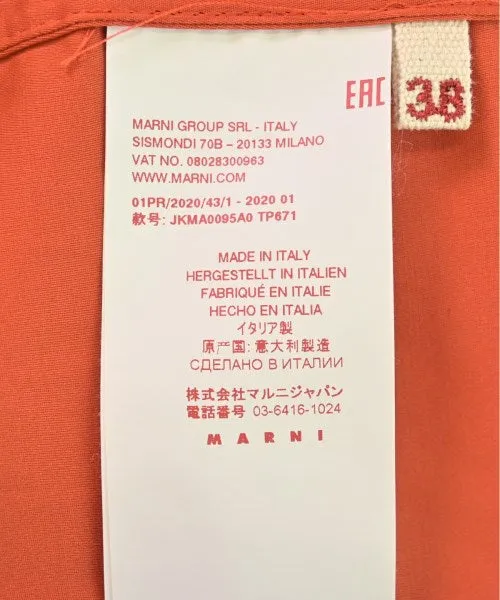 EAC
38
MARNI GROUP SRL - ITALY
SISMONDI 70B – 20133 MILANO
VAT NO. 08028300963
WWW.MARNI.COM
01PR/2020/43/1 - 2020 01
款号: JKMA0095A0 TP671
MADE IN ITALY
HERGESTELLT IN ITALIEN
FABRIQUÉ EN ITALIE
HECHO EN ITALIA
イタリア製
原产国: 意大利製造
СДЕЛАНО В ИТАЛИИ
株式会社マルニジャパン
電話番号 03-6416-1024
MARNI